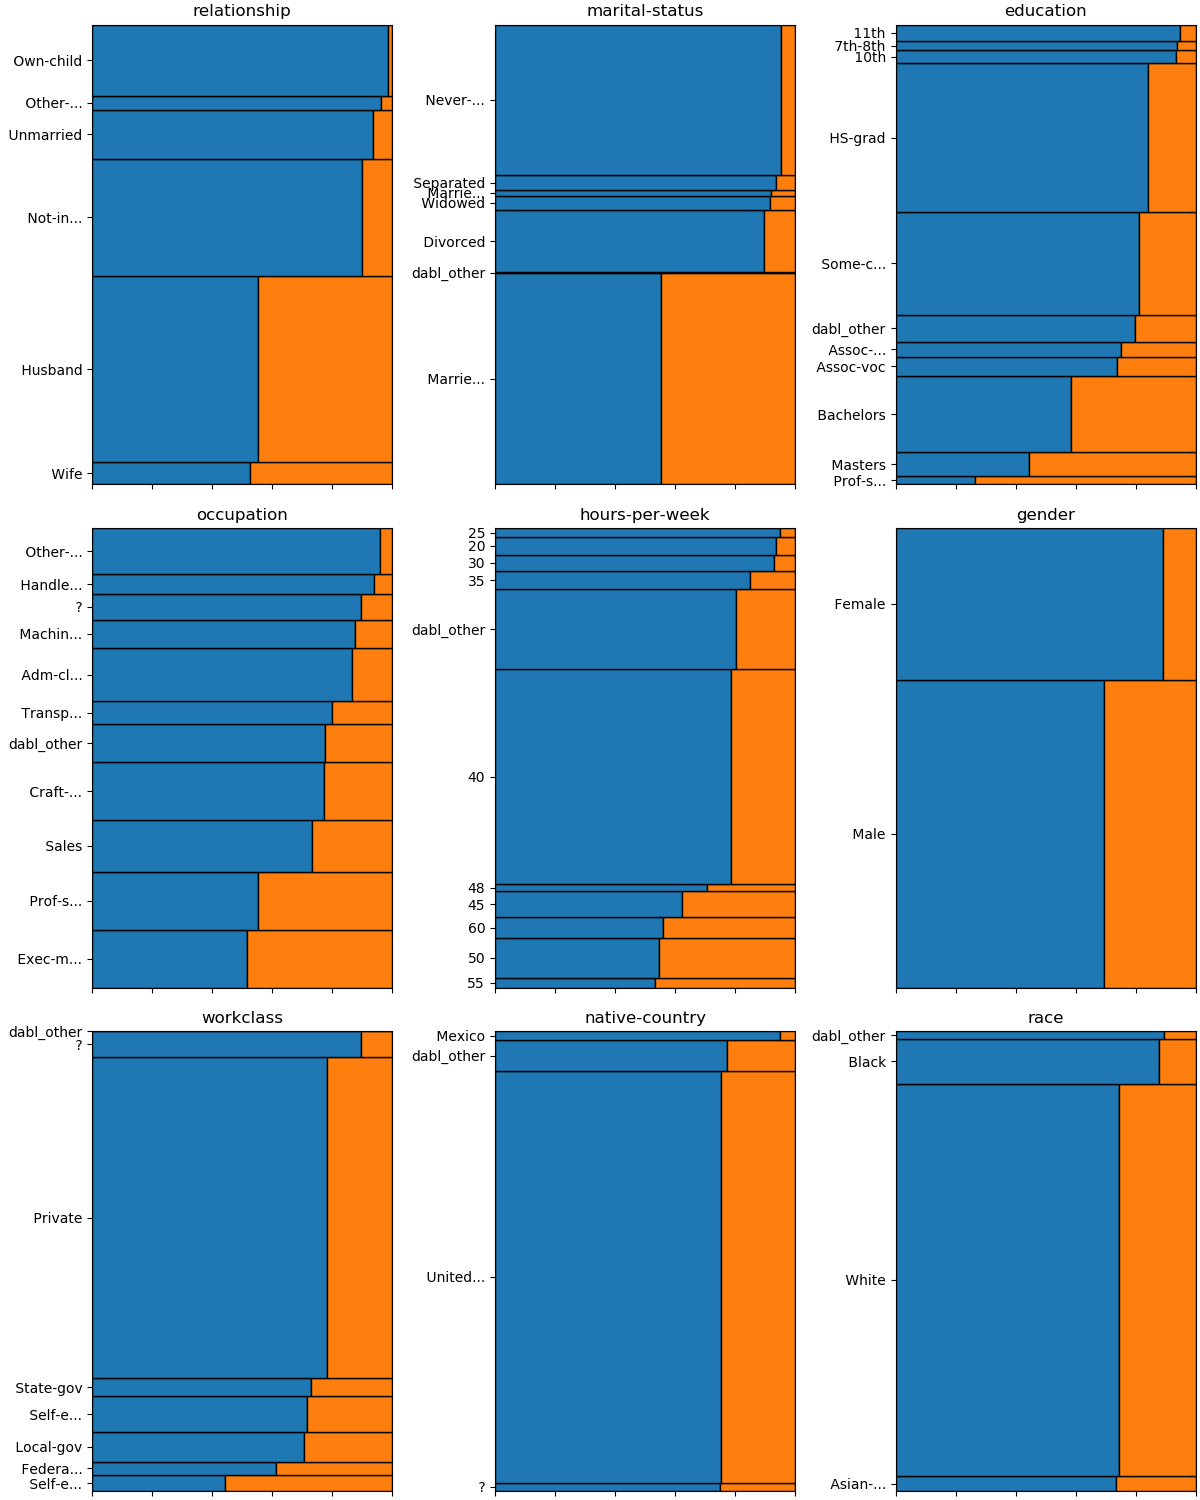 relationship
Own-child
Other-...
Unmarried
Not-in...
Husband
Wife
marital-status
Never-...
Separated
Marrie...
Widowed
Divorced
dabl_other
Marrie...
education
11th
7th-8th
10th
HS-grad
Some-c...
dabl_other
Assoc-...
Assoc-voc
Bachelors
Masters
Prof-s...
occupation
Other-...
Handle...
?
Machin...
Adm-cl...
Transp...
dabl_other
Craft-...
Sales
Prof-s...
Exec-m...
hours-per-week
25
20
30
35
dabl_other
40
48
45
60
50
55
gender
Female
Male
workclass
dabl_other
?
Private
State-gov
Self-e...
Local-gov
Federa...
Self-e...
native-country
Mexico
dabl_other
United...
?
race
dabl_other
Black
White
Asian-...